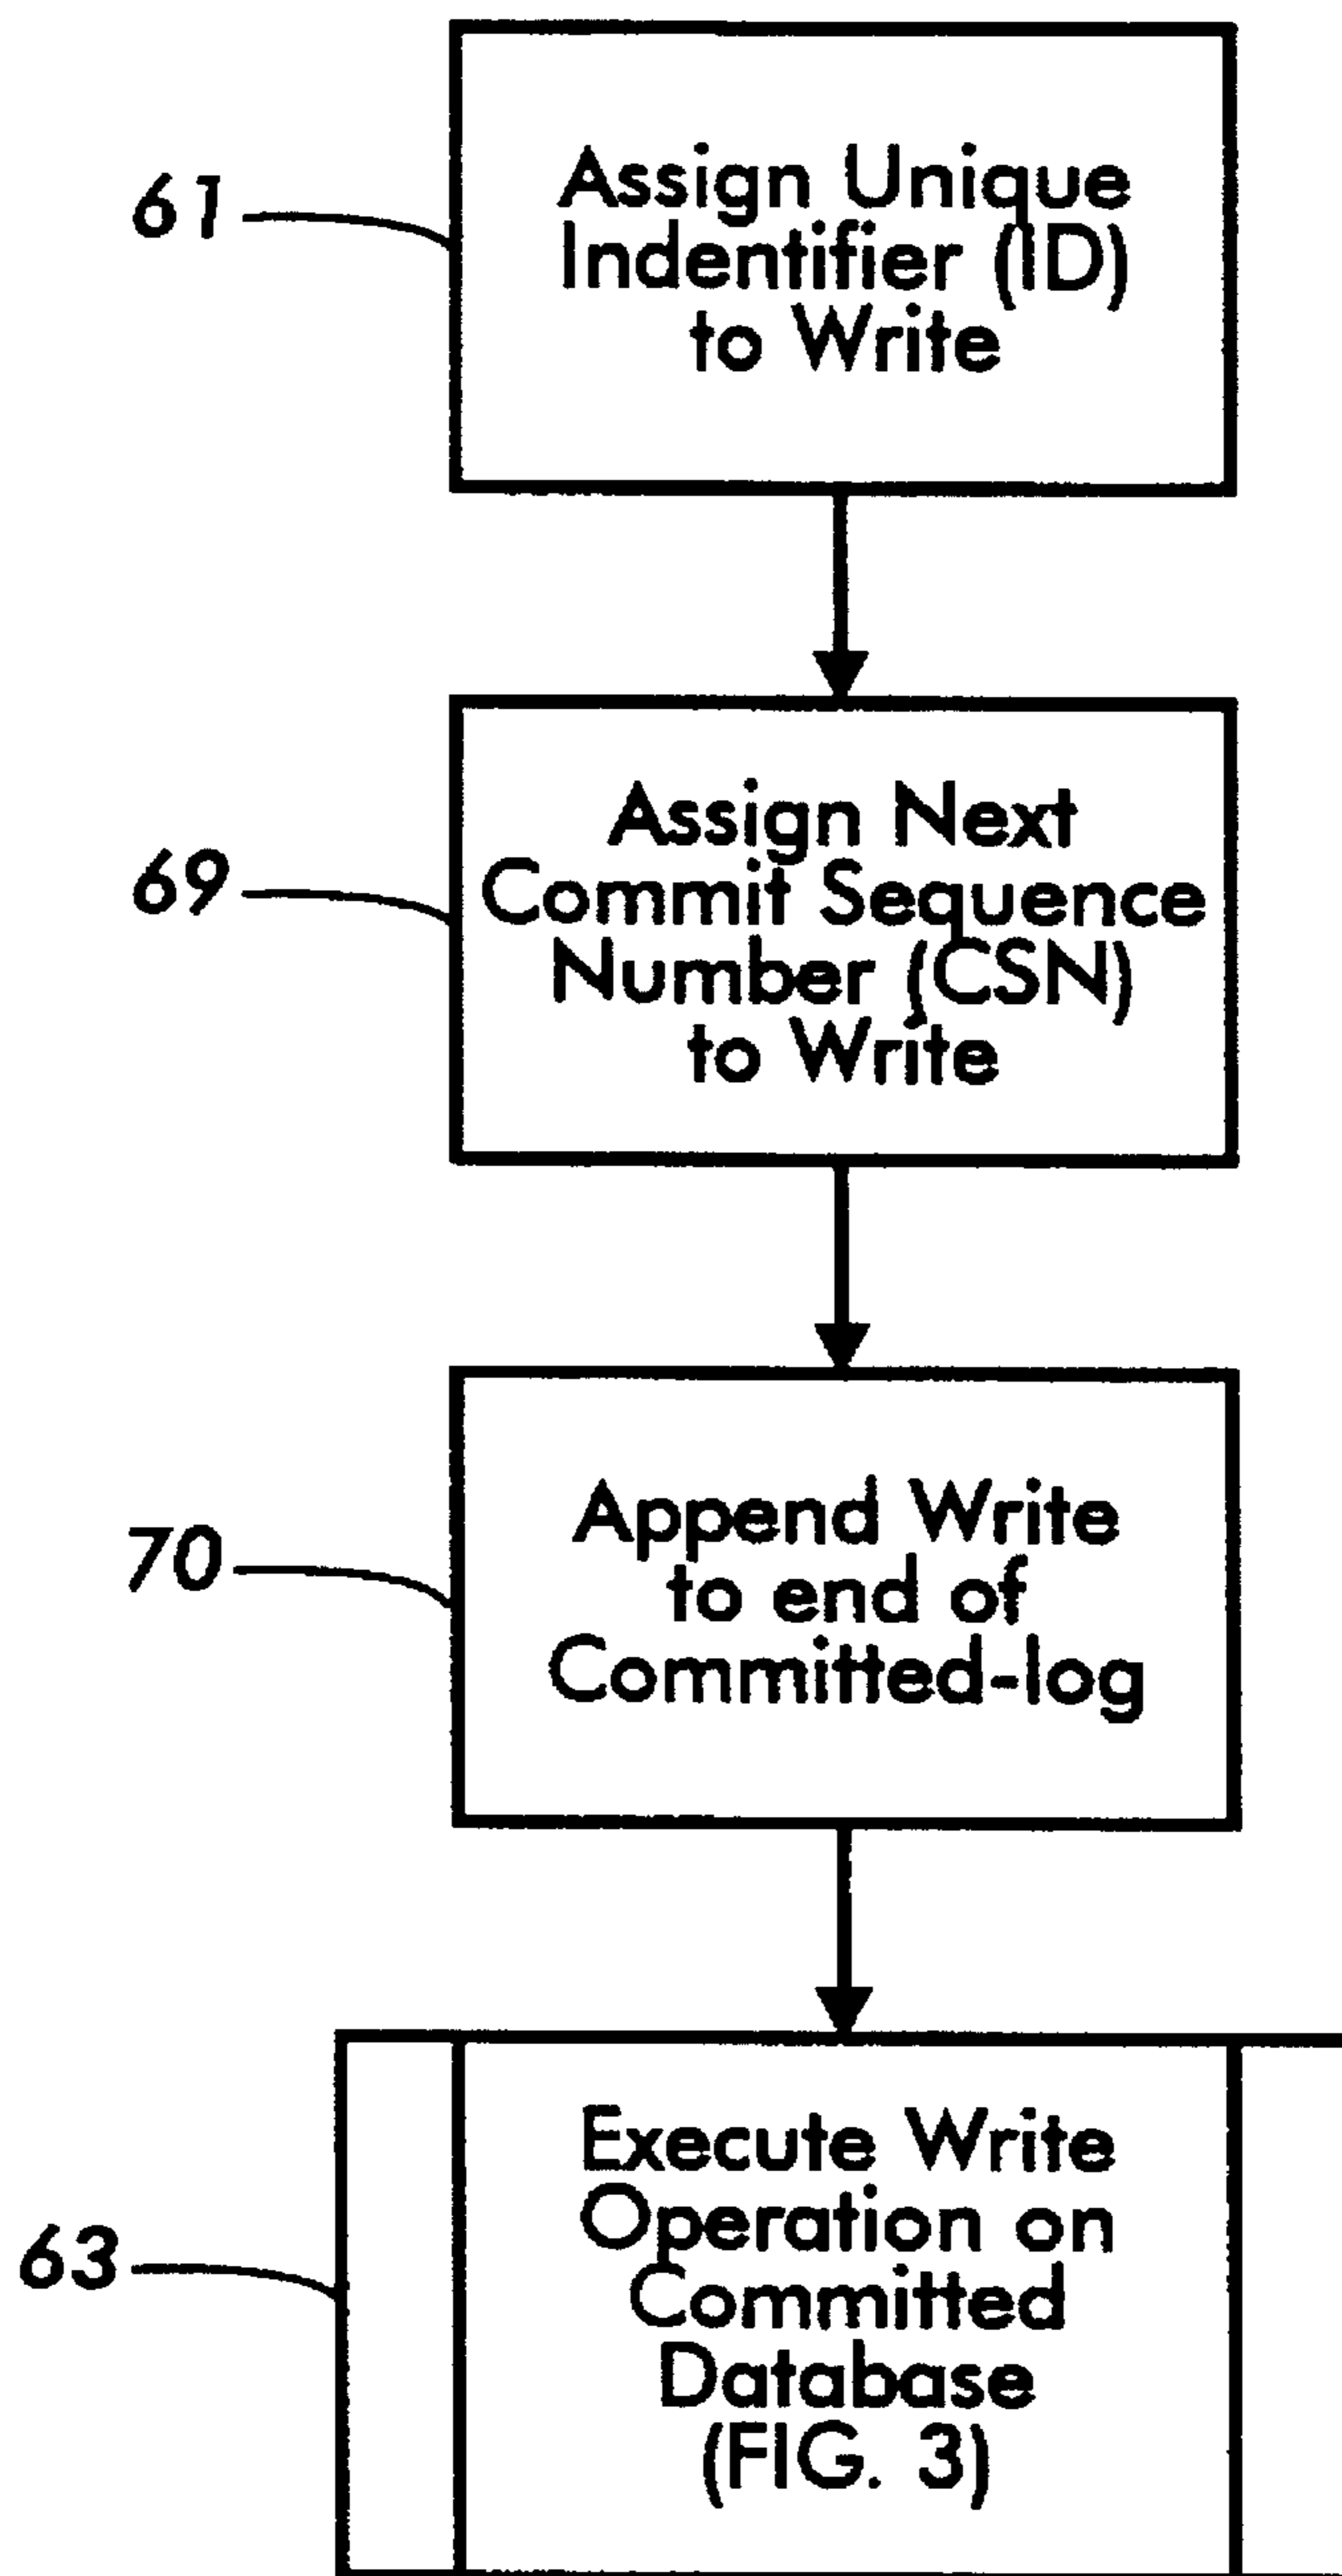 61
Assign Unique
Indentifier (ID)
to Write
69
Assign Next
Commit Sequence
Number (CSN)
to Write
70
Append Write
to end of
Committed-log
63
Execute Write
Operation on
Committed
Database
(FIG. 3)